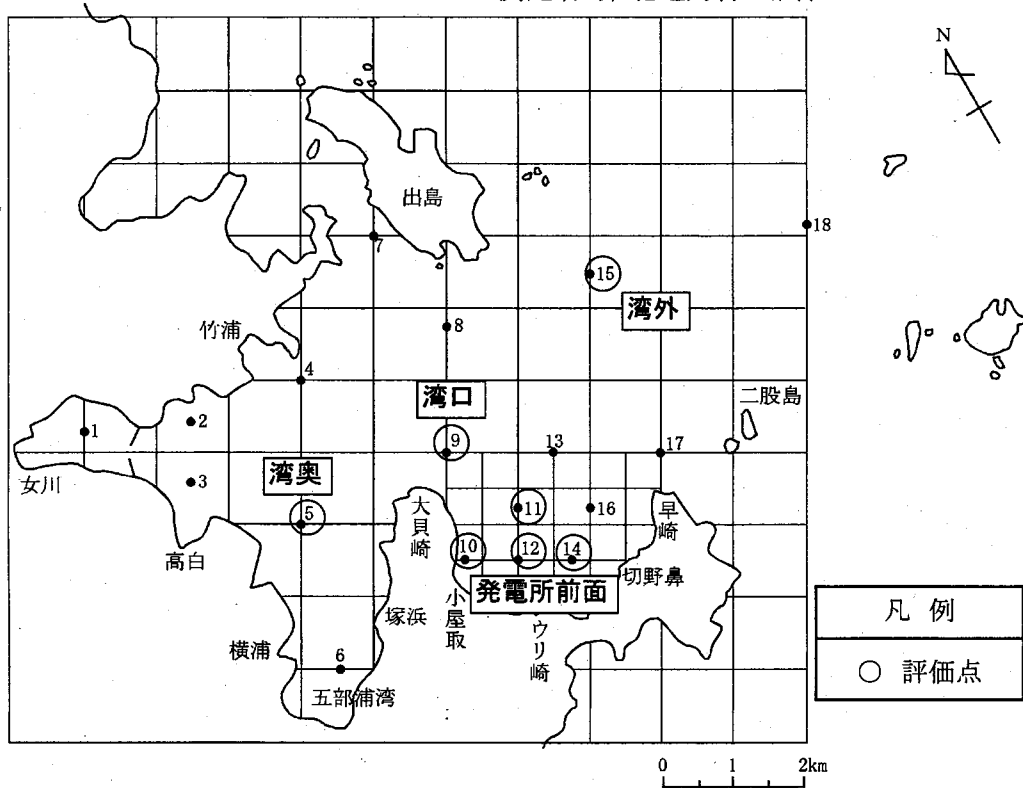 N
出島
7
18
15
湾外
8
竹浦
4
湾口
二股島
1
2
9
13
17
3
湾奥
女川
5
大貝崎
11
16
早崎
高白
10
12
14
切野鼻
発電所前面
小屋取
塚浜
横浦
6
ウリ崎
五部浦湾
凡例
○ 評価点
0 1 2km